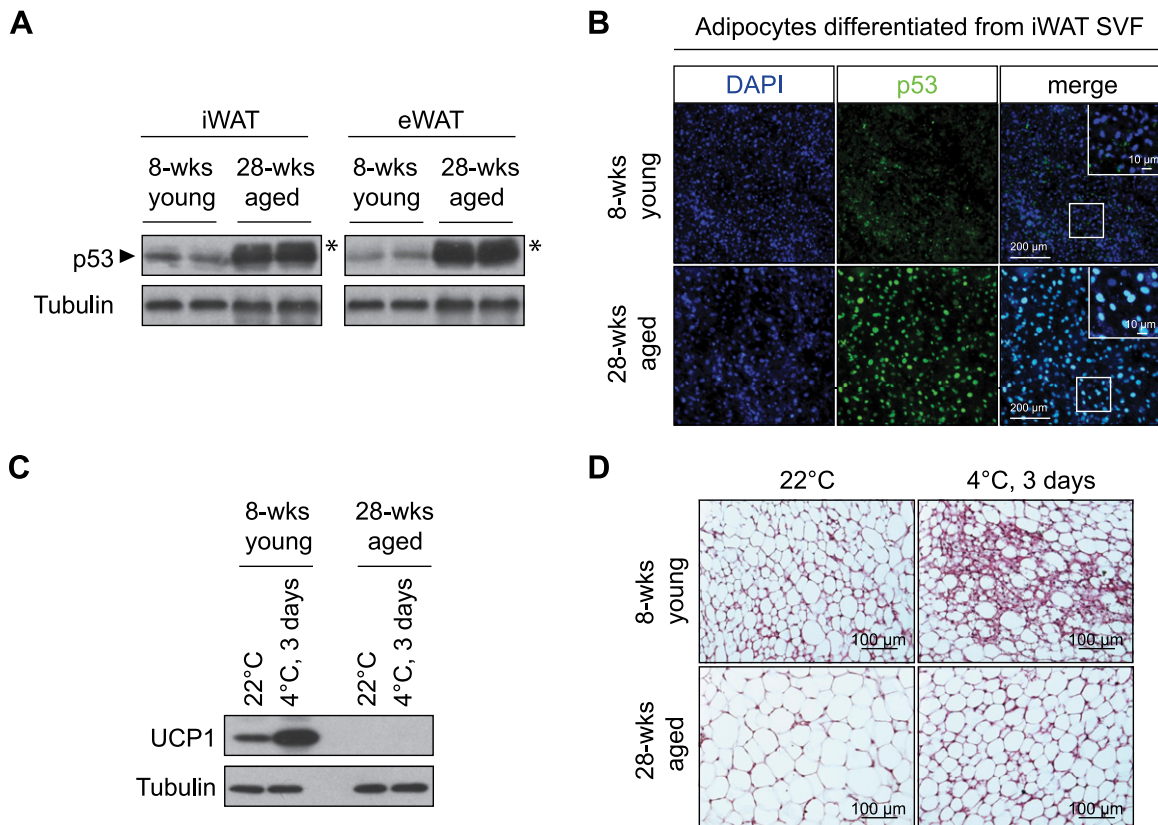 A
iWAT
eWAT
8-wks
young
28-wks
aged
8-wks
young
28-wks
aged
p53
*
*
Tubulin
B
Adipocytes differentiated from iWAT SVF
DAPI
p53
merge
8-wks
young
10 µm
200 µm
28-wks
aged
10 µm
200 µm
C
8-wks
young
28-wks
aged
22°C
4°C, 3 days
22°C
4°C, 3 days
UCP1
Tubulin
D
22°C
4°C, 3 days
8-wks
young
100 µm
100 µm
28-wks
aged
100 µm
100 µm